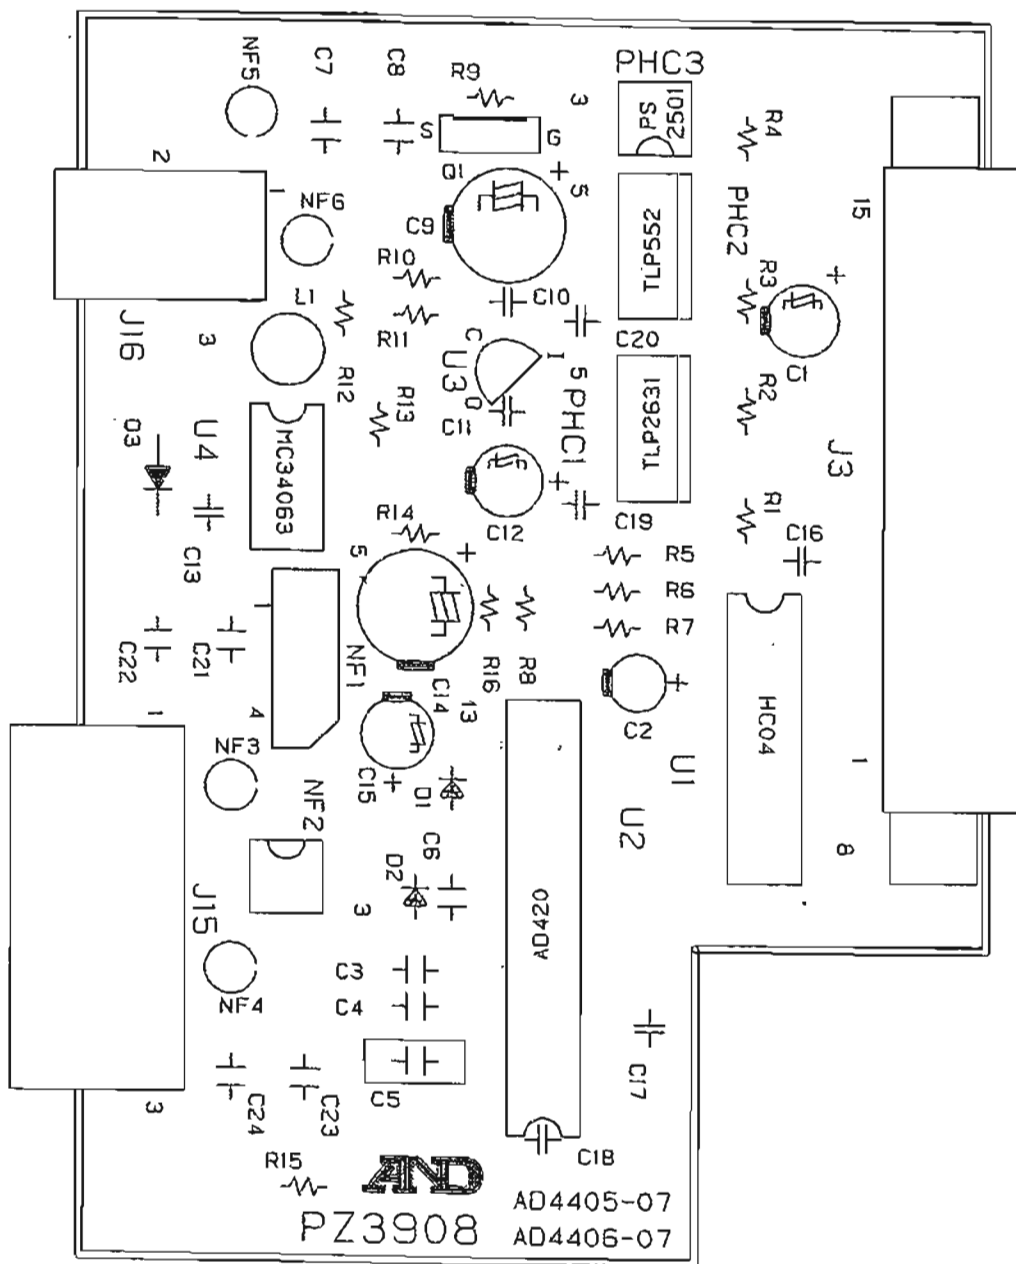 NF5
C7
C8
R9
PHC3
3
PS
2501
R4
S
G
2
1
Q1
+
5
NF6
C9
TLP552
PHC2
15
R10
R3
+
L1
C10
J16
3
R11
C20
C1
R12
C
U3
I
5
O
R13
C11
PHC1
R2
D3
U4
MC34063
TLP2631
J3
+
R14
C12
C19
R1
C16
C13
5
+
R5
R6
R7
1
C22
C21
NF1
C14
R16
R8
+
C2
HC04
1
4
13
NF3
C15
+
D1
U1
1
NF2
U2
C6
D2
8
J15
3
AD420
C3
NF4
C4
C17
C5
3
C24
C23
C18
R15
AND
PZ3908
AD4405-07
AD4406-07